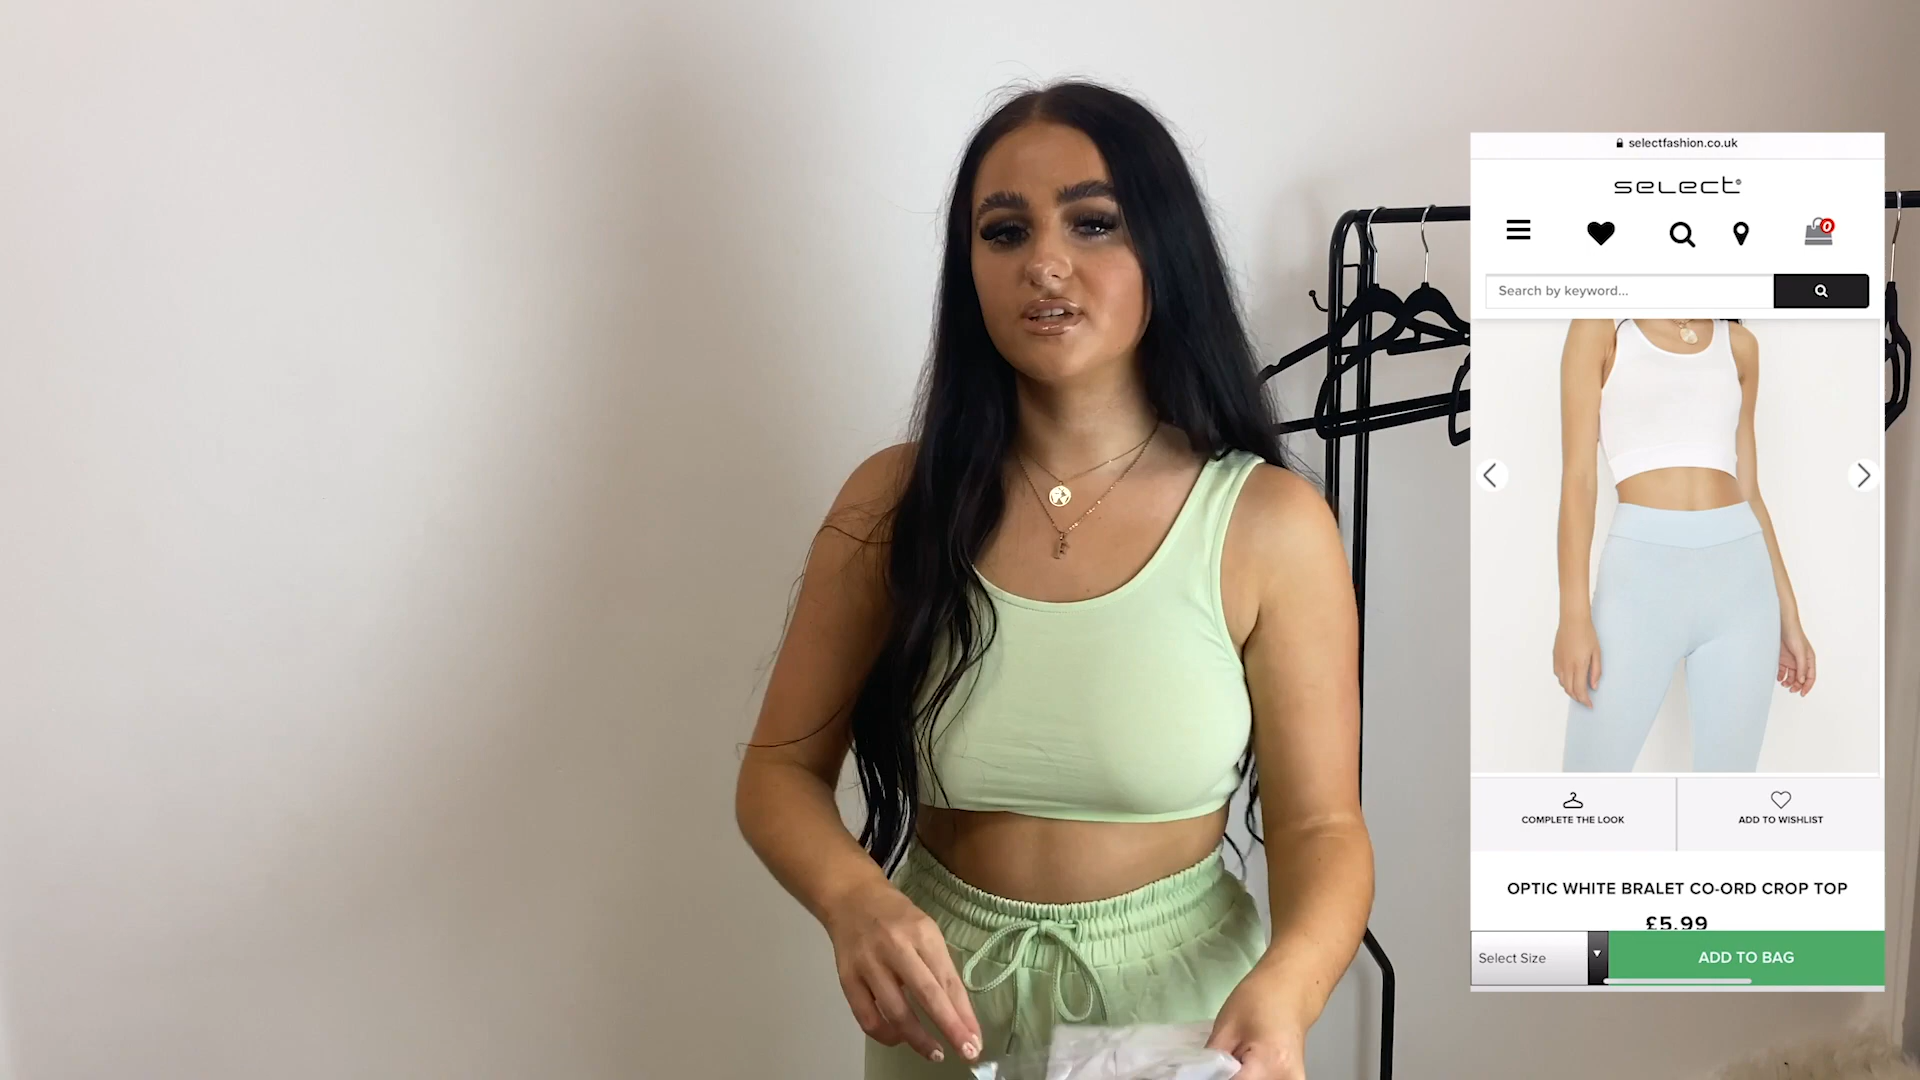 selectfashion.co.uk
select
0
Search by keyword...
COMPLETE THE LOOK
ADD TO WISHLIST
OPTIC WHITE BRALET CO-ORD CROP TOP
£5.99
Select Size
ADD TO BAG